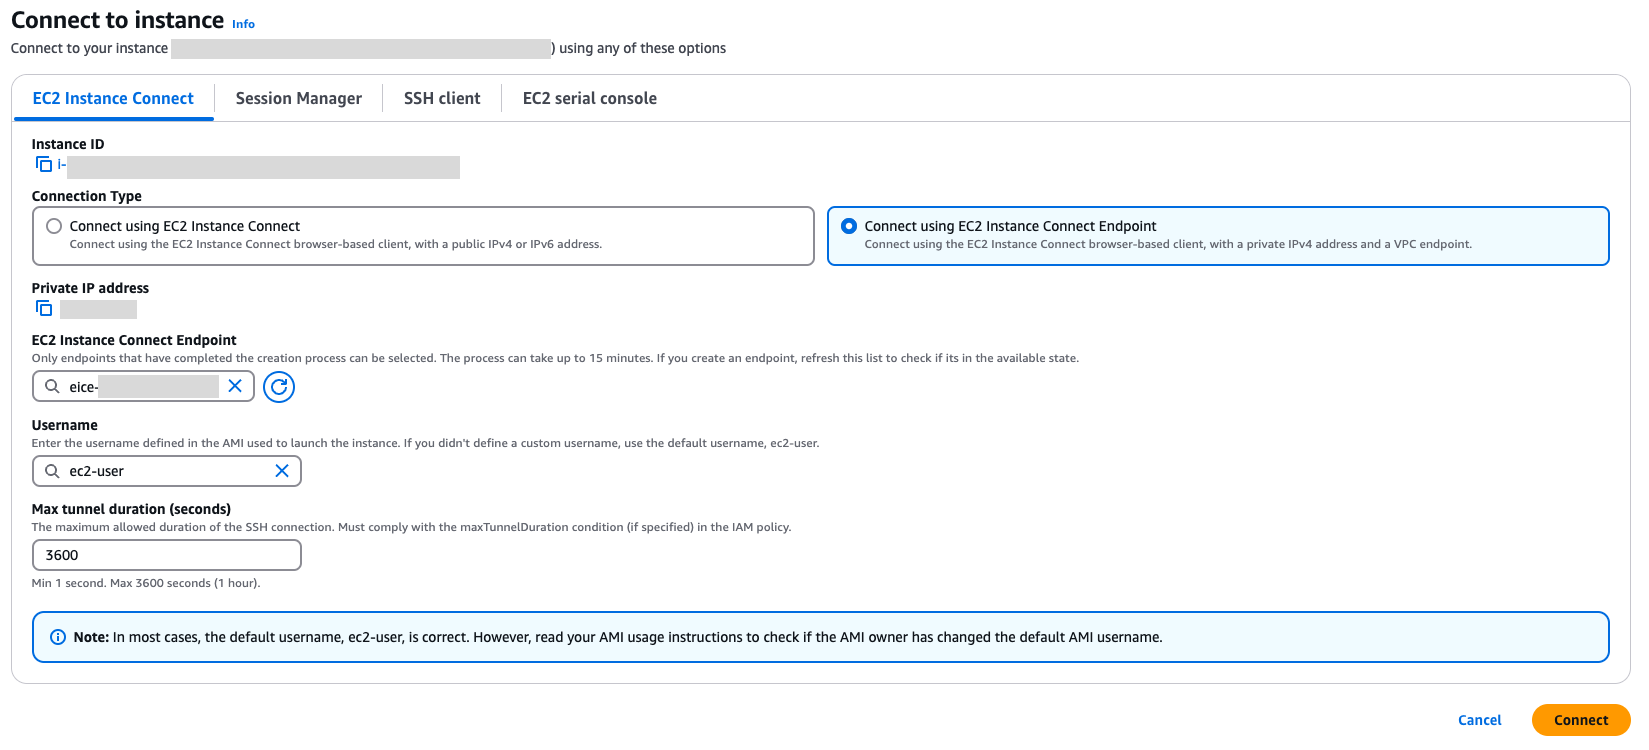 Connect to instance Info
Connect to your instance ) using any of these options
EC2 Instance Connect Session Manager SSH client EC2 serial console
Instance ID
i-
Connection Type
Connect using EC2 Instance Connect
Connect using the EC2 Instance Connect browser-based client, with a public IPv4 or IPv6 address.
Connect using EC2 Instance Connect Endpoint
Connect using the EC2 Instance Connect browser-based client, with a private IPv4 address and a VPC endpoint.
Private IP address
EC2 Instance Connect Endpoint
Only endpoints that have completed the creation process can be selected. The process can take up to 15 minutes. If you create an endpoint, refresh this list to check if its in the available state.
eice-
Username
Enter the username defined in the AMI used to launch the instance. If you didn't define a custom username, use the default username, ec2-user.
ec2-user
Max tunnel duration (seconds)
The maximum allowed duration of the SSH connection. Must comply with the maxTunnelDuration condition (if specified) in the IAM policy.
3600
Min 1 second. Max 3600 seconds (1 hour).
Note: In most cases, the default username, ec2-user, is correct. However, read your AMI usage instructions to check if the AMI owner has changed the default AMI username.
Cancel Connect